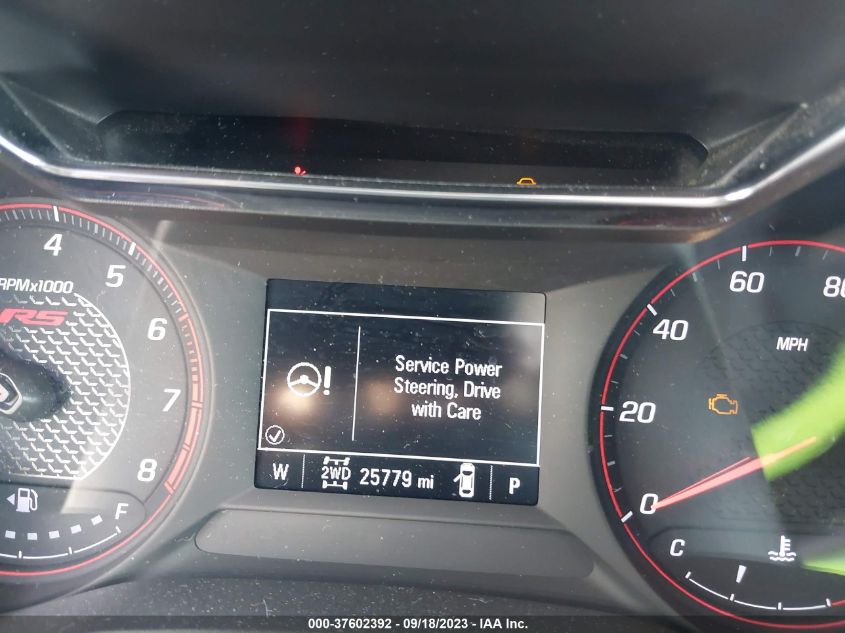 4
5
6
7
8
RPMx1000
RS
F
Service Power
Steering, Drive
with Care
W 2WD 25779 mi P
0
20
40
60
80
MPH
C
000-37602392 - 09/18/2023 - IAA Inc.